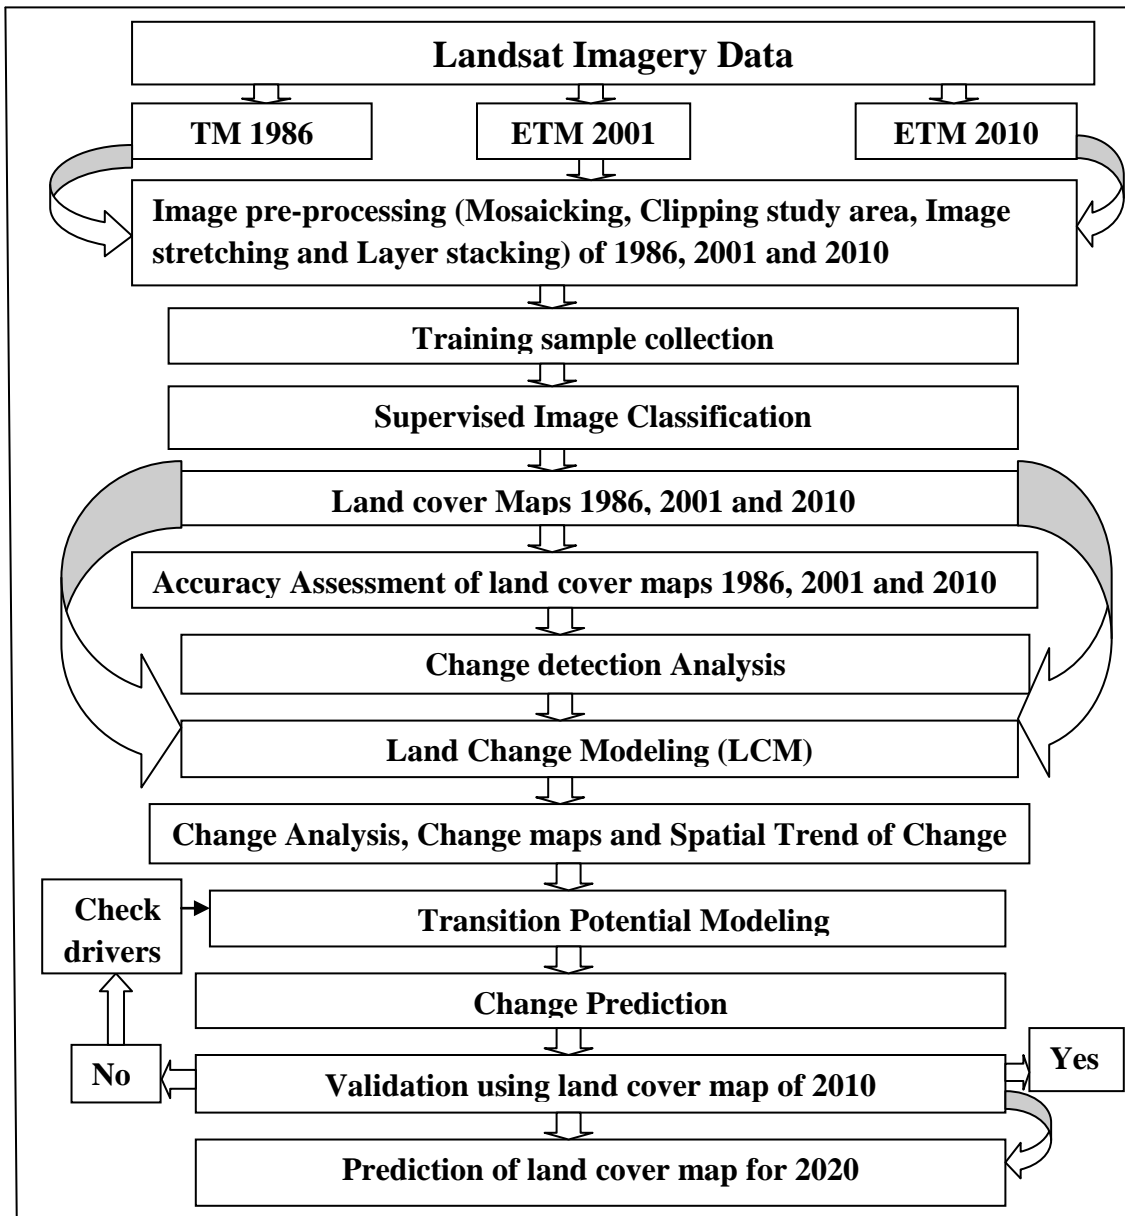 Landsat Imagery Data
TM 1986
ETM 2001
ETM 2010
Image pre-processing (Mosaicking, Clipping study area, Image
stretching and Layer stacking) of 1986, 2001 and 2010
Training sample collection
Supervised Image Classification
Land cover Maps 1986, 2001 and 2010
Accuracy Assessment of land cover maps 1986, 2001 and 2010
Change detection Analysis
Land Change Modeling (LCM)
Change Analysis, Change maps and Spatial Trend of Change
Check
drivers
Transition Potential Modeling
Change Prediction
No
Validation using land cover map of 2010
Yes
Prediction of land cover map for 2020